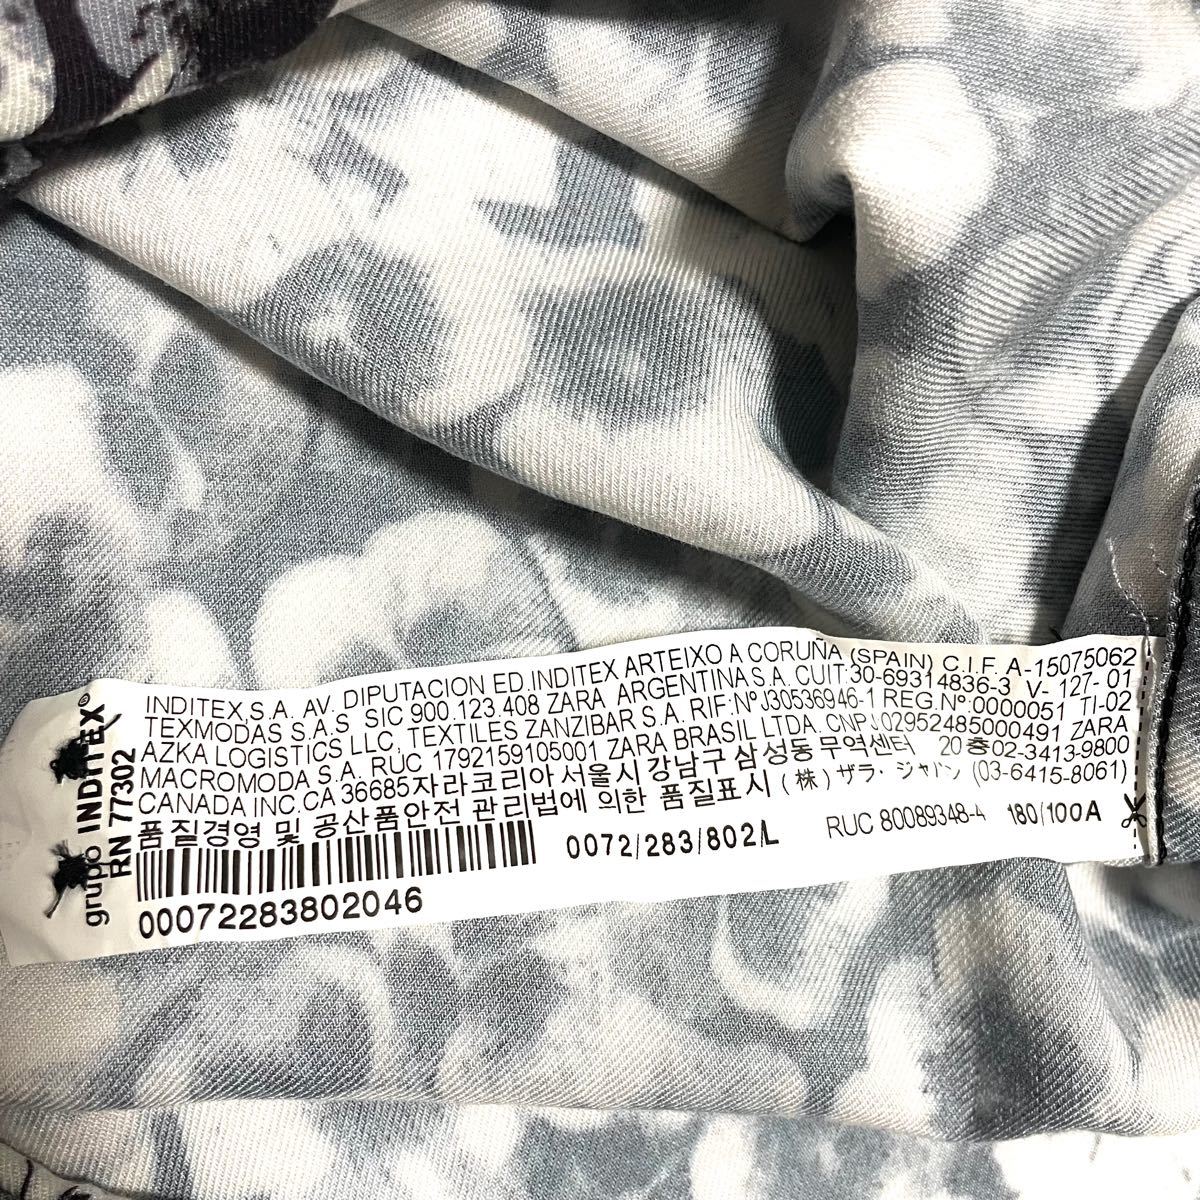 grupo INDITEX®
RN 77302
INDITEX,S.A. AV. DIPUTACION ED.INDITEX ARTEIXO A CORUÑA (SPAIN) C.I.F. A-15075062
TEXMODAS S.A.S SIC 900.123.408 ZARA ARGENTINA S.A. CUIT:30-69314836-3 V- 127- 01
AZKA LOGISTICS LLC, TEXTILES ZANZIBAR S.A. RIF:Nº J30536946-1 REG.Nº:0000051 TI-02
MACROMODA S.A. RUC 1792159105001 ZARA BRASIL LTDA. CNPJ02952485000491 ZARA
CANADA INC.CA 36685자라코리아 서울시 강남구 삼성동 무역센터 20층02-3413-9800
품질경영 및 공산품안전 관리법에 의한 품질표시 (株) ザラ・ジャパン (03-6415-8061)
0072/283/802/L RUC 80089348-4 180/100A
00072283802046